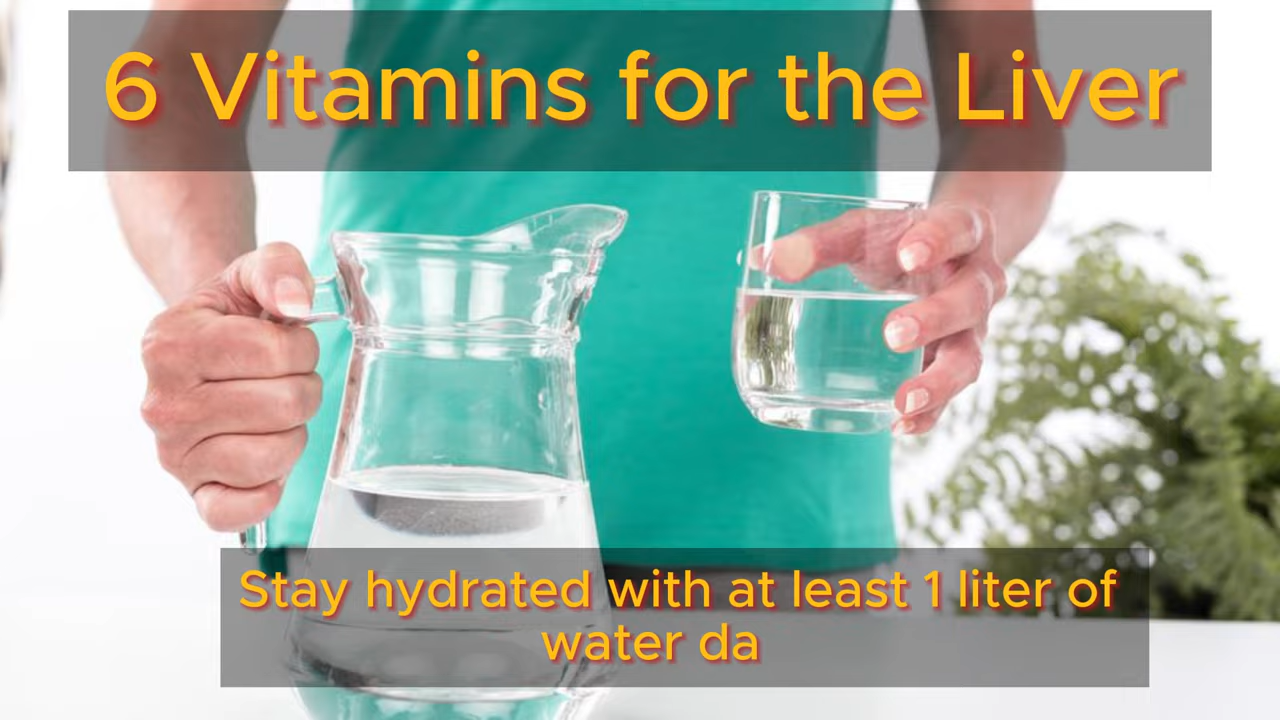 6 Vitamins for the Liver
Stay hydrated with at least 1 liter of
water da